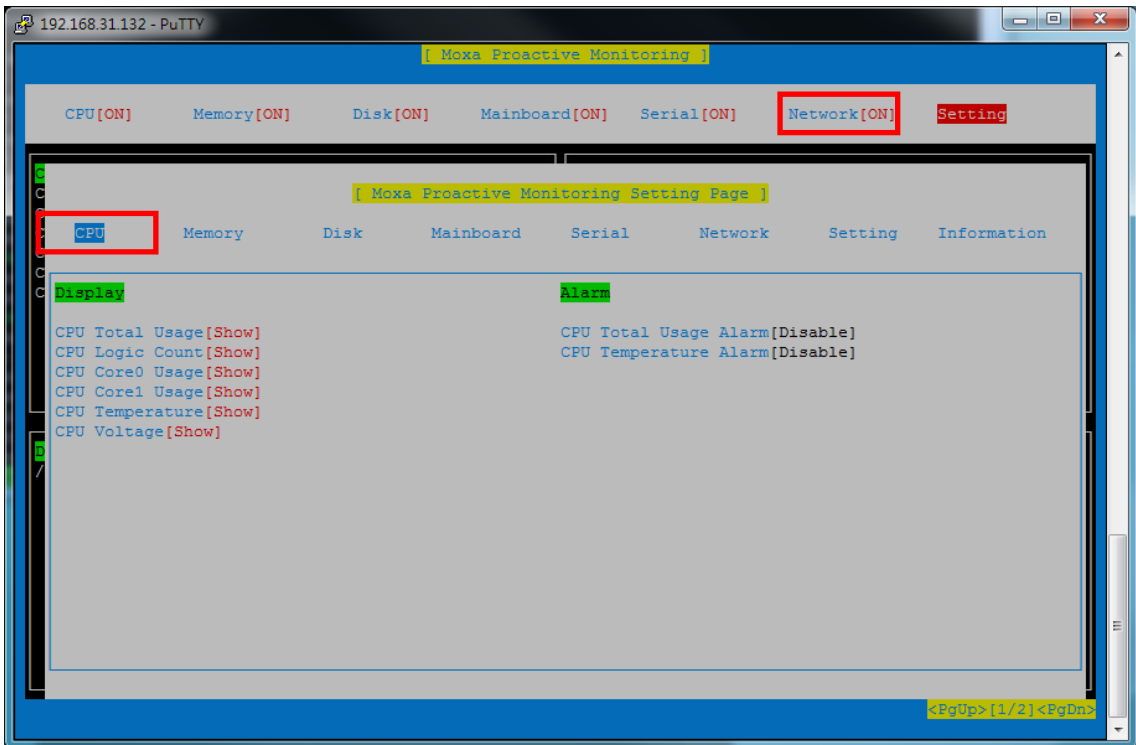 192.168.31.132 - PuTTY
[ Moxa Proactive Monitoring ]
CPU[ON] Memory[ON] Disk[ON] Mainboard[ON] Serial[ON] Network[ON] Setting
[ Moxa Proactive Monitoring Setting Page ]
CPU Memory Disk Mainboard Serial Network Setting Information
Display Alarm
CPU Total Usage[Show] CPU Total Usage Alarm[Disable]
CPU Logic Count[Show] CPU Temperature Alarm[Disable]
CPU Core0 Usage[Show]
CPU Core1 Usage[Show]
CPU Temperature[Show]
CPU Voltage[Show]
<PgUp>[1/2]<PgDn>